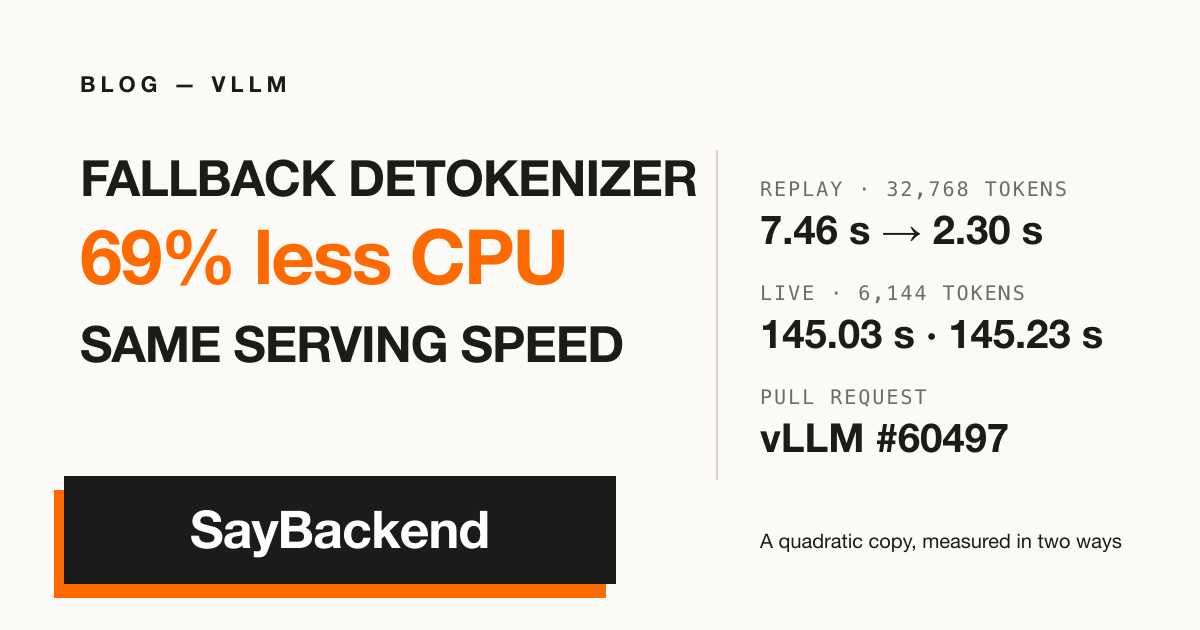 BLOG — VLLM
FALLBACK DETOKENIZER
69% less CPU
SAME SERVING SPEED
SayBackend
REPLAY · 32,768 TOKENS
7.46 s → 2.30 s
LIVE · 6,144 TOKENS
145.03 s · 145.23 s
PULL REQUEST
vLLM #60497
A quadratic copy, measured in two ways